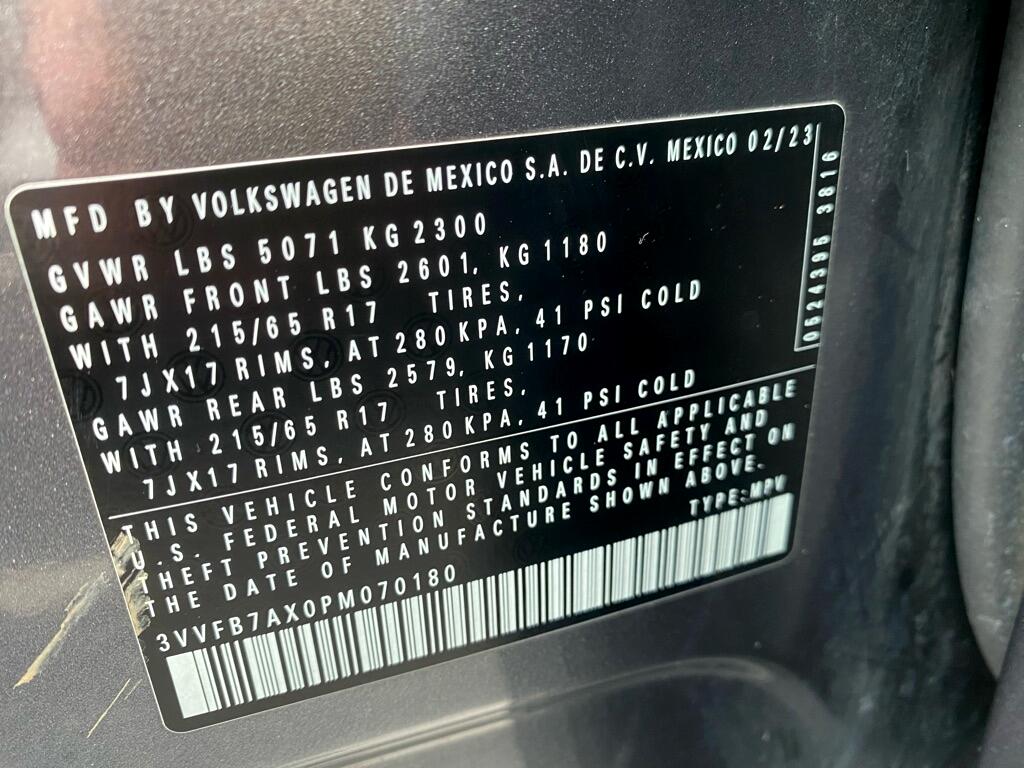 MFD BY VOLKSWAGEN DE MEXICO S.A. DE C.V. MEXICO 02/23
GVWR LBS 5071 KG 2300
GAWR FRONT LBS 2601, KG 1180
WITH 215/65 R17 TIRES,
7JX17 RIMS, AT 280 KPA, 41 PSI COLD
GAWR REAR LBS 2579, KG 1170
WITH 215/65 R17 TIRES,
7JX17 RIMS, AT 280 KPA, 41 PSI COLD
THIS VEHICLE CONFORMS TO ALL APPLICABLE
U.S. FEDERAL MOTOR VEHICLE SAFETY AND
THEFT PREVENTION STANDARDS IN EFFECT ON
THE DATE OF MANUFACTURE SHOWN ABOVE.
TYPE: MPV
3VVFB7AX0PM070180
0524395 3816